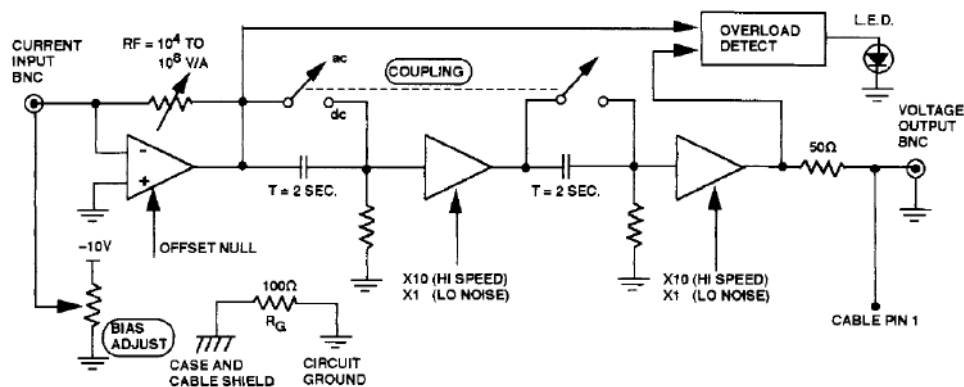 CURRENT
INPUT
BNC
RF = 10⁴ TO
10⁸ V/A
ac
COUPLING
dc
OVERLOAD
DETECT
L.E.D.
VOLTAGE
OUTPUT
BNC
-
+
T = 2 SEC.
T = 2 SEC.
50Ω
OFFSET NULL
–10V
BIAS
ADJUST
100Ω
R_G
CASE AND
CABLE SHIELD
CIRCUIT
GROUND
X10 (HI SPEED)
X1 (LO NOISE)
X10 (HI SPEED)
X1 (LO NOISE)
CABLE PIN 1